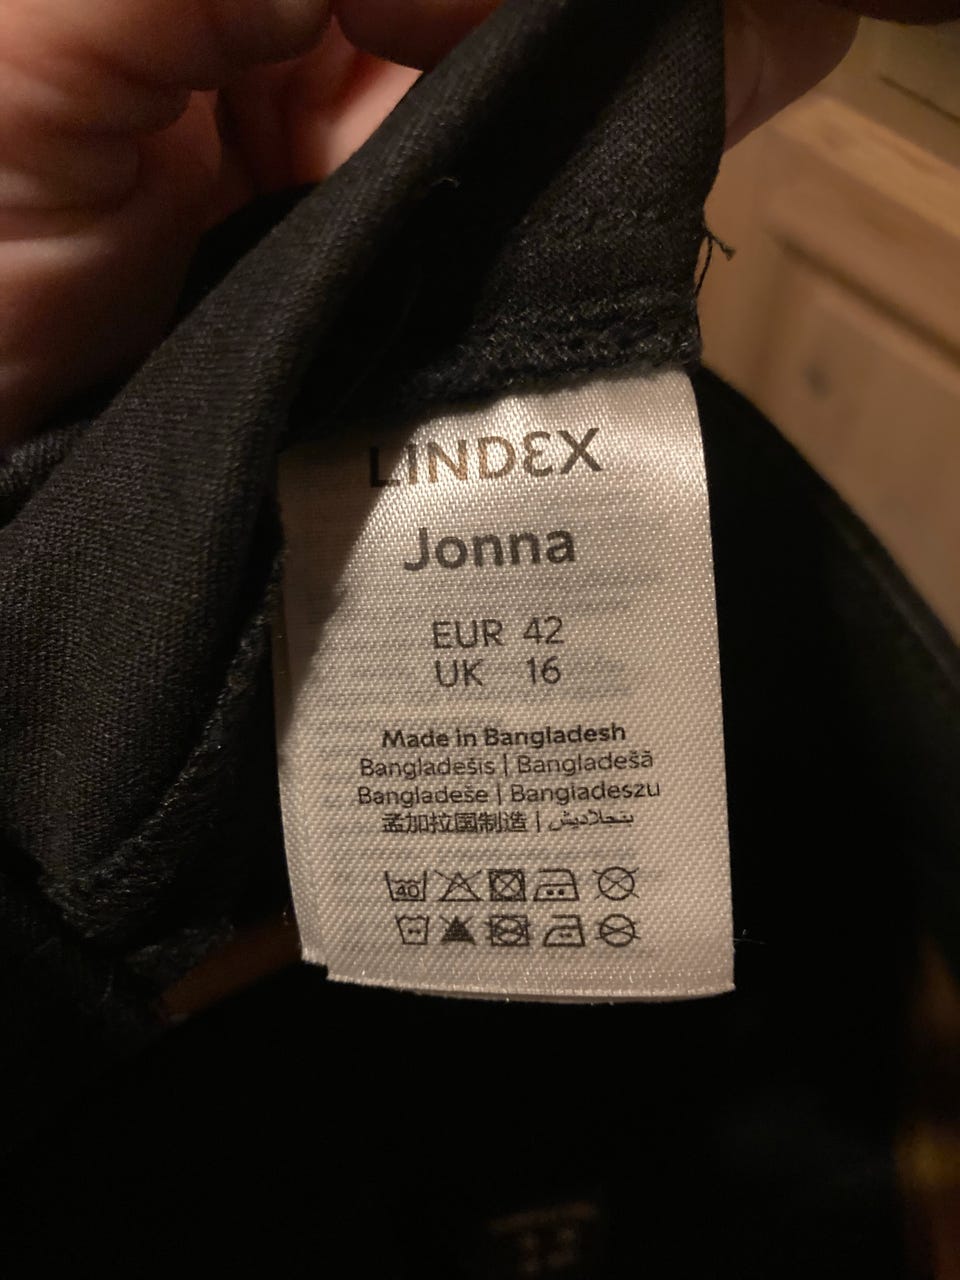 LINDEX
Jonna
EUR 42
UK 16
Made in Bangladesh
Bangladešis | Bangladešā
Bangladeše | Bangladeszu
孟加拉国制造 | بنجلاديش
40